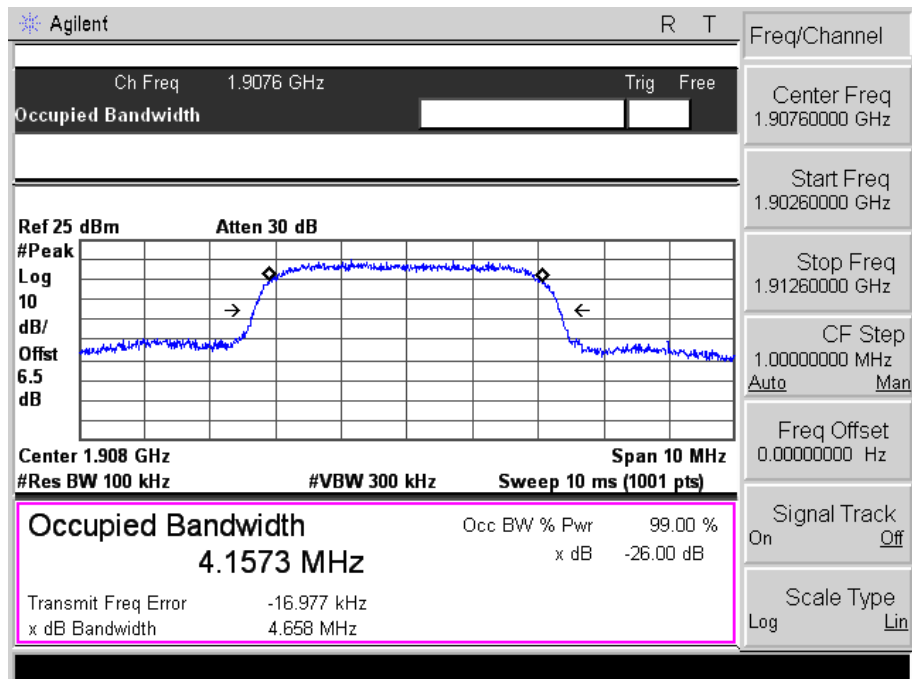 Agilent R T
Freq/Channel
Ch Freq 1.9076 GHz Trig Free
Occupied Bandwidth
Center Freq
1.90760000 GHz
Start Freq
1.90260000 GHz
Stop Freq
1.91260000 GHz
CF Step
1.00000000 MHz
Auto Man
Freq Offset
0.00000000 Hz
Signal Track
On Off
Scale Type
Log Lin
Ref 25 dBm Atten 30 dB
#Peak
Log
10
dB/
Offst
6.5
dB
Center 1.908 GHz Span 10 MHz
#Res BW 100 kHz #VBW 300 kHz Sweep 10 ms (1001 pts)
Occupied Bandwidth Occ BW % Pwr 99.00 %
4.1573 MHz x dB -26.00 dB
Transmit Freq Error -16.977 kHz
x dB Bandwidth 4.658 MHz